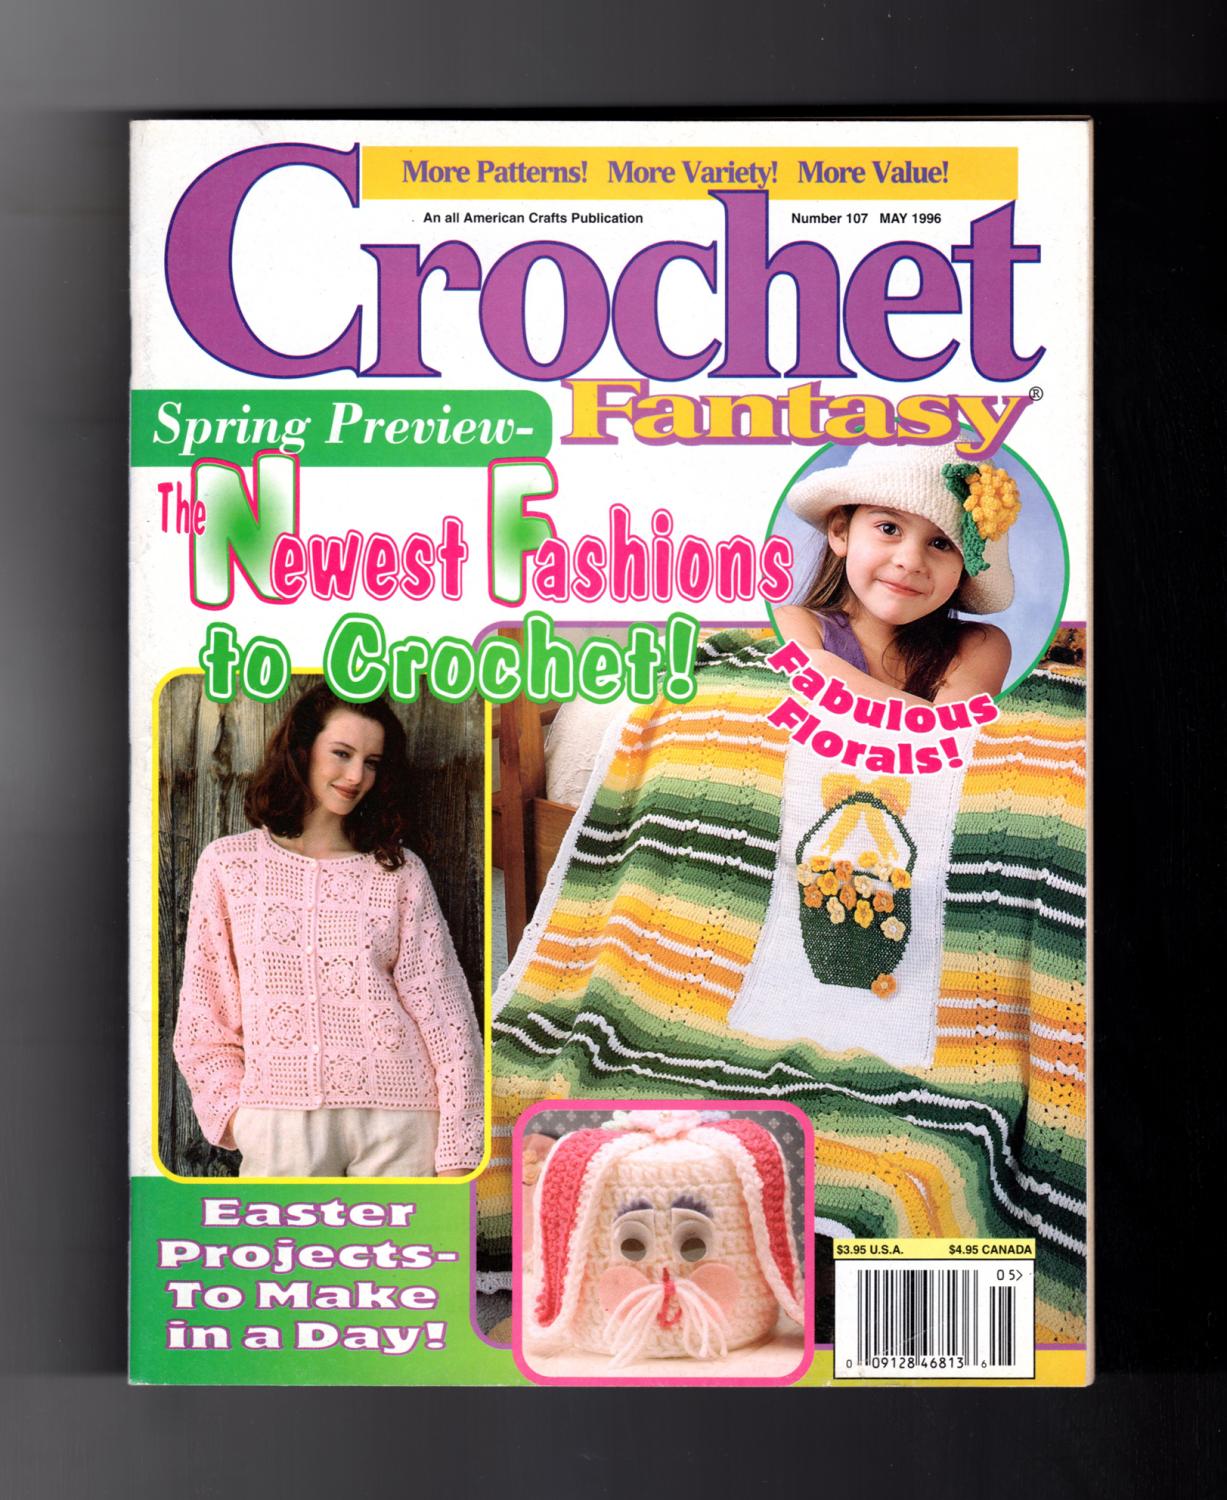 More Patterns! More Variety! More Value!
An all American Crafts Publication
Number 107 MAY 1996
Crochet
Fantasy®
Spring Preview-
The Newest Fashions
to Crochet!
Fabulous
Florals!
Easter
Projects-
To Make
in a Day!
$3.95 U.S.A. $4.95 CANADA
05>
0 09128 46813 6